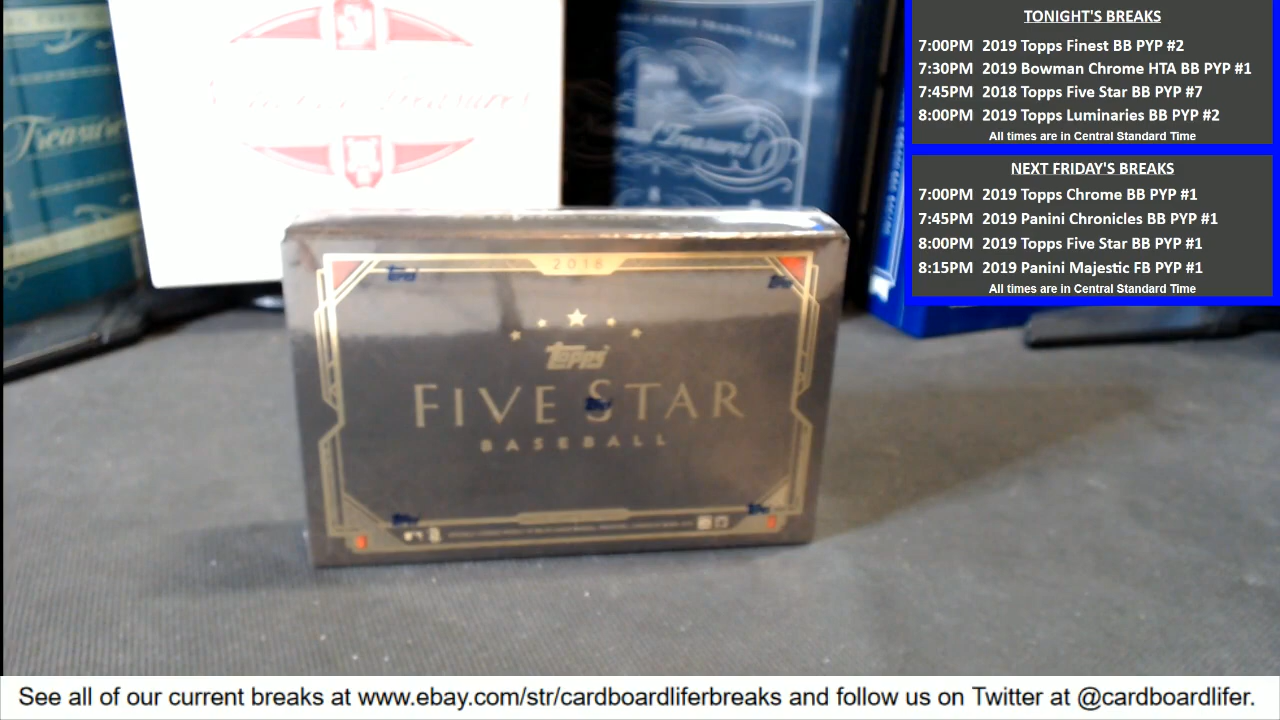 TONIGHT'S BREAKS
7:00PM 2019 Topps Finest BB PYP #2
7:30PM 2019 Bowman Chrome HTA BB PYP #1
7:45PM 2018 Topps Five Star BB PYP #7
8:00PM 2019 Topps Luminaries BB PYP #2
All times are in Central Standard Time
NEXT FRIDAY'S BREAKS
7:00PM 2019 Topps Chrome BB PYP #1
7:45PM 2019 Panini Chronicles BB PYP #1
8:00PM 2019 Topps Five Star BB PYP #1
8:15PM 2019 Panini Majestic FB PYP #1
All times are in Central Standard Time
Treasures
Treasures
Treasures
2018
Topps
FIVE STAR
BASEBALL
See all of our current breaks at www.ebay.com/str/cardboardliferbreaks and follow us on Twitter at @cardboardlifer.